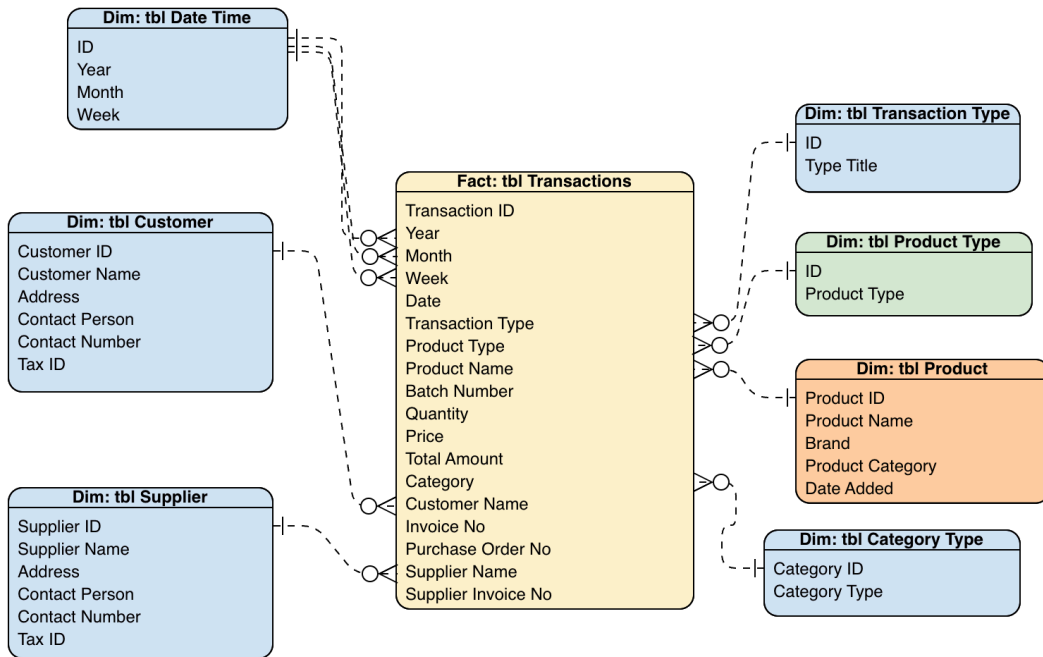 Dim: tbl Date Time
ID
Year
Month
Week
Dim: tbl Customer
Customer ID
Customer Name
Address
Contact Person
Contact Number
Tax ID
Dim: tbl Supplier
Supplier ID
Supplier Name
Address
Contact Person
Contact Number
Tax ID
Fact: tbl Transactions
Transaction ID
Year
Month
Week
Date
Transaction Type
Product Type
Product Name
Batch Number
Quantity
Price
Total Amount
Category
Customer Name
Invoice No
Purchase Order No
Supplier Name
Supplier Invoice No
Dim: tbl Transaction Type
ID
Type Title
Dim: tbl Product Type
ID
Product Type
Dim: tbl Product
Product ID
Product Name
Brand
Product Category
Date Added
Dim: tbl Category Type
Category ID
Category Type